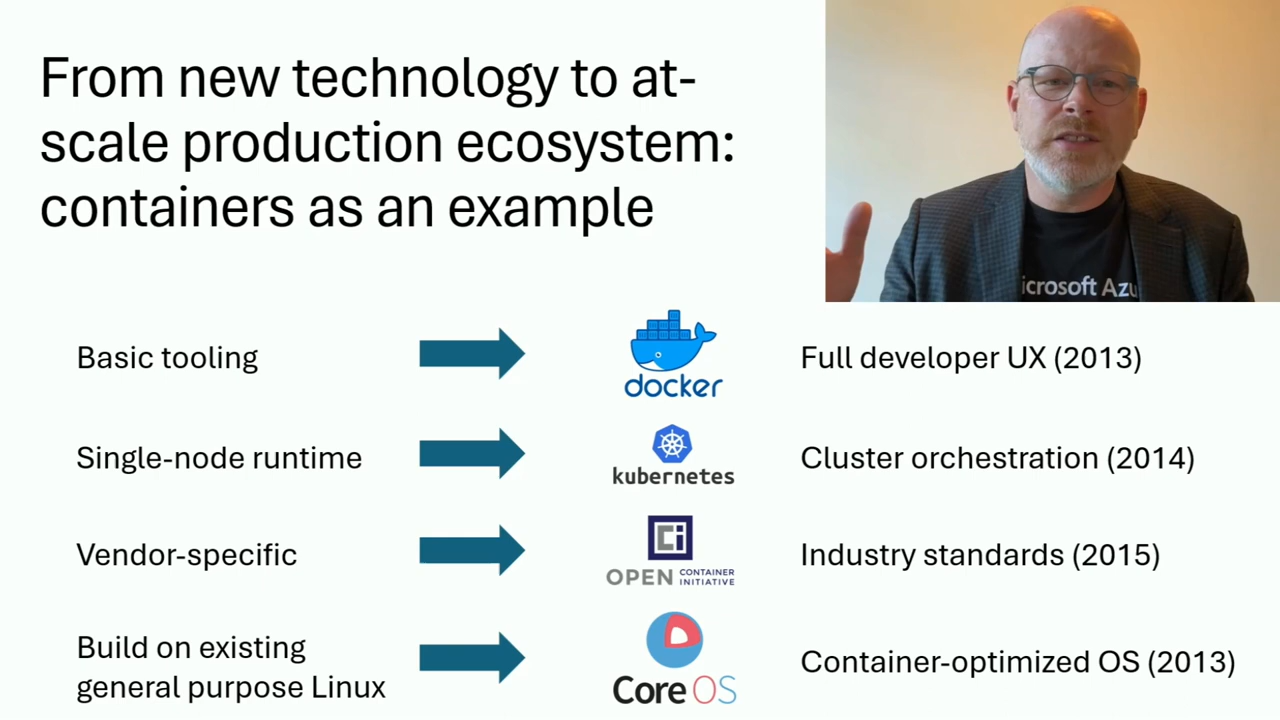 From new technology to at-
scale production ecosystem:
containers as an example
icrosoft Azu
Basic tooling
docker
Full developer UX (2013)
Single-node runtime
kubernetes
Cluster orchestration (2014)
Vendor-specific
Ci
OPEN CONTAINER INITIATIVE
Industry standards (2015)
Build on existing
general purpose Linux
Core OS
Container-optimized OS (2013)